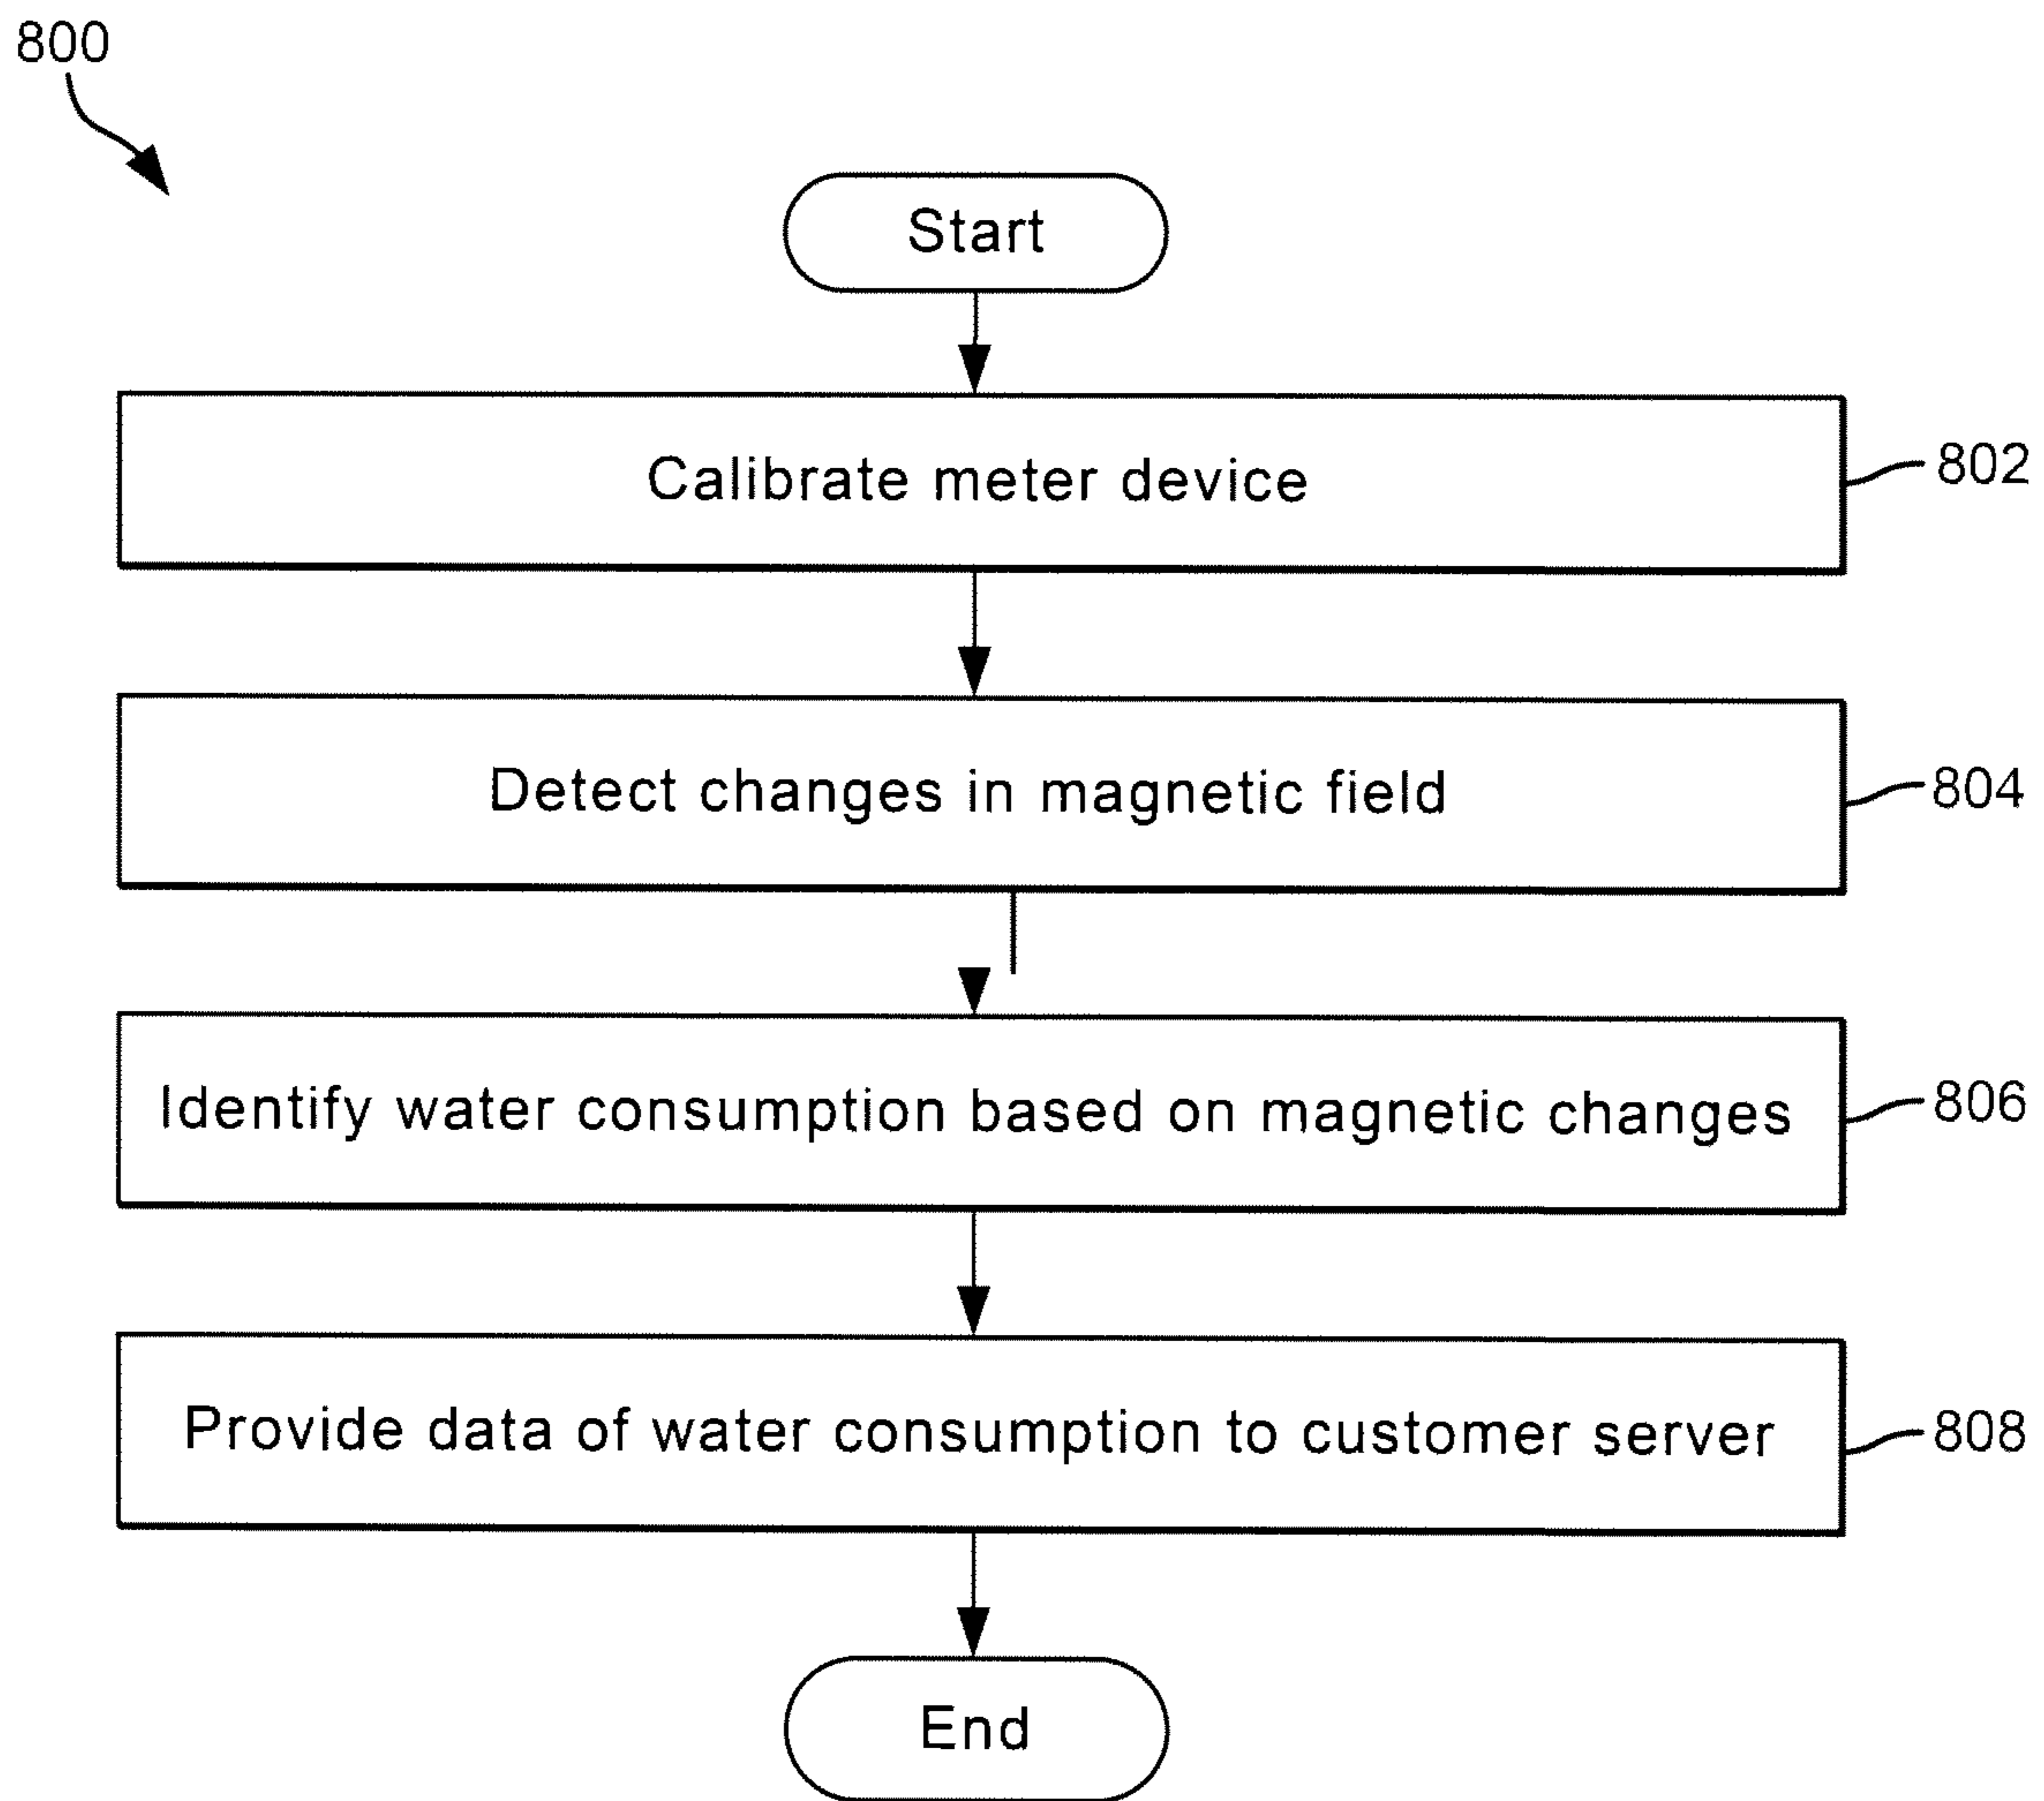 800
Start
Calibrate meter device
802
Detect changes in magnetic field
804
Identify water consumption based on magnetic changes
806
Provide data of water consumption to customer server
808
End